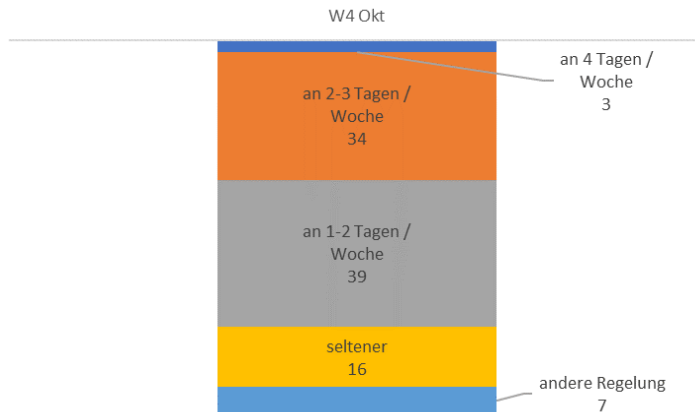 W4 Okt
an 4 Tagen /
Woche
3
an 2-3 Tagen /
Woche
34
an 1-2 Tagen /
Woche
39
seltener
16
andere Regelung
7